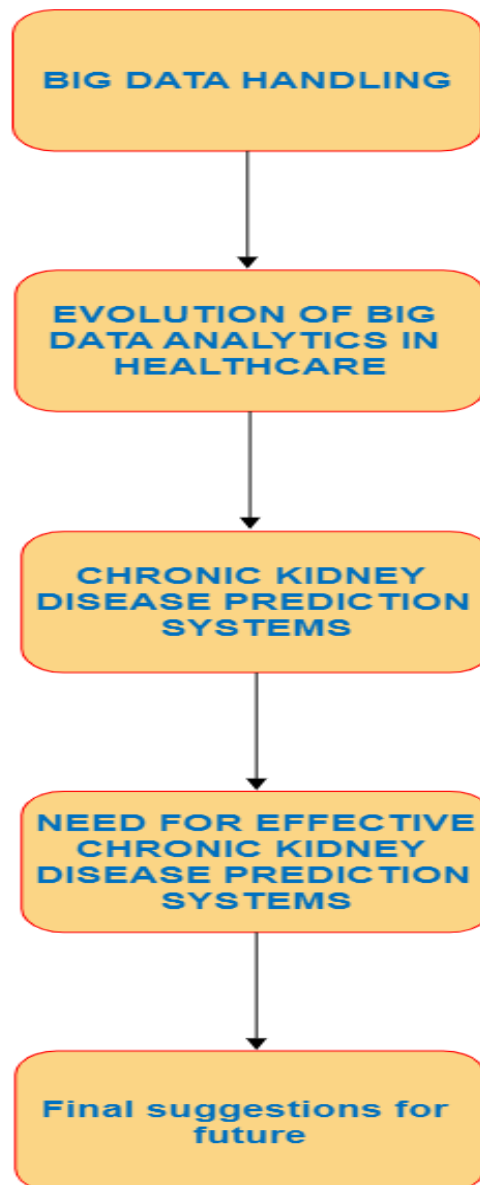 BIG DATA HANDLING
EVOLUTION OF BIG
DATA ANALYTICS IN
HEALTHCARE
CHRONIC KIDNEY
DISEASE PREDICTION
SYSTEMS
NEED FOR EFFECTIVE
CHRONIC KIDNEY
DISEASE PREDICTION
SYSTEMS
Final suggestions for
future